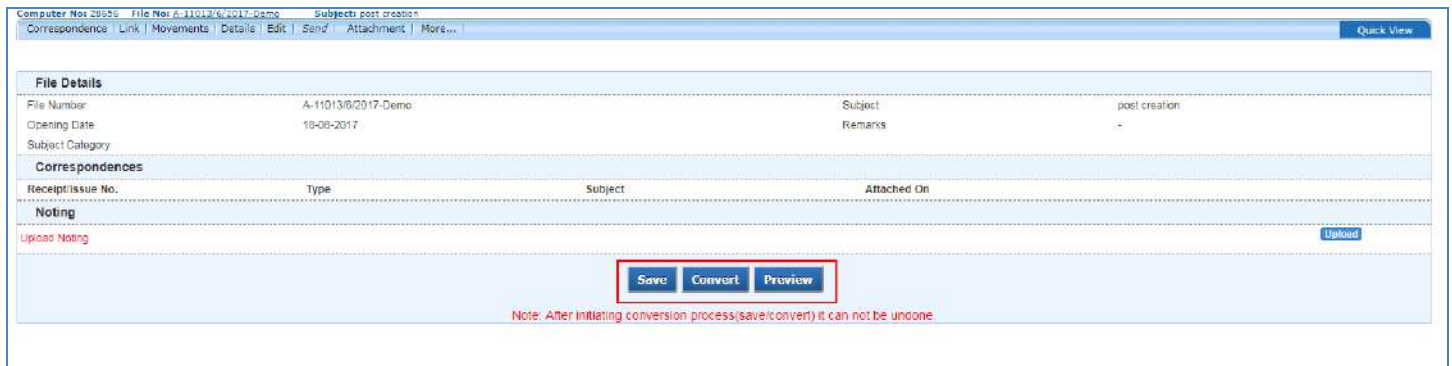 Computer No: 28656 File No: A-11013/6/2017-Demo Subject: post creation
Correspondence | Link | Movements | Details | Edit | Send | Attachment | More... |
Quick View
File Details
File Number A-11013/6/2017-Demo Subject post creation
Opening Date 16-08-2017 Remarks -
Subject Category
Correspondences
Receipt/Issue No. Type Subject Attached On
Noting
Upload Noting Upload
Save Convert Preview
Note: After initiating conversion process(save/convert) it can not be undone.